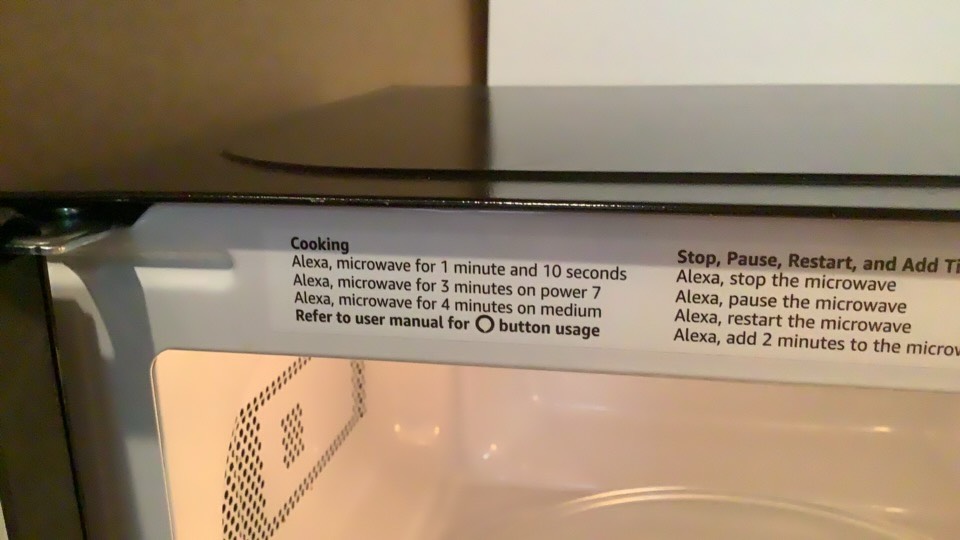 Cooking
Alexa, microwave for 1 minute and 10 seconds
Alexa, microwave for 3 minutes on power 7
Alexa, microwave for 4 minutes on medium
Refer to user manual for button usage
Stop, Pause, Restart, and Add
Alexa, stop the microwave
Alexa, pause the microwave
Alexa, restart the microwave
Alexa, add 2 minutes to the